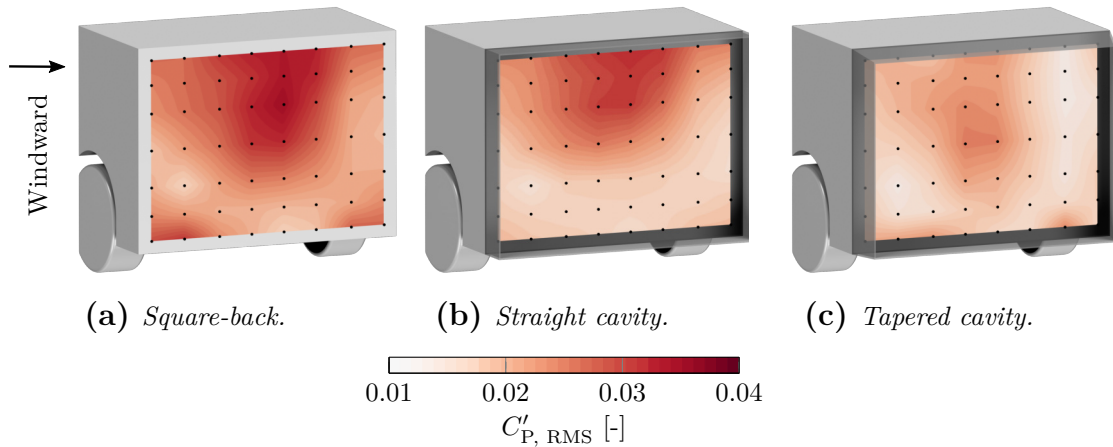 Windward
(a) Square-back.
(b) Straight cavity.
(c) Tapered cavity.
0.01 0.02 0.03 0.04
C′P, RMS [-]